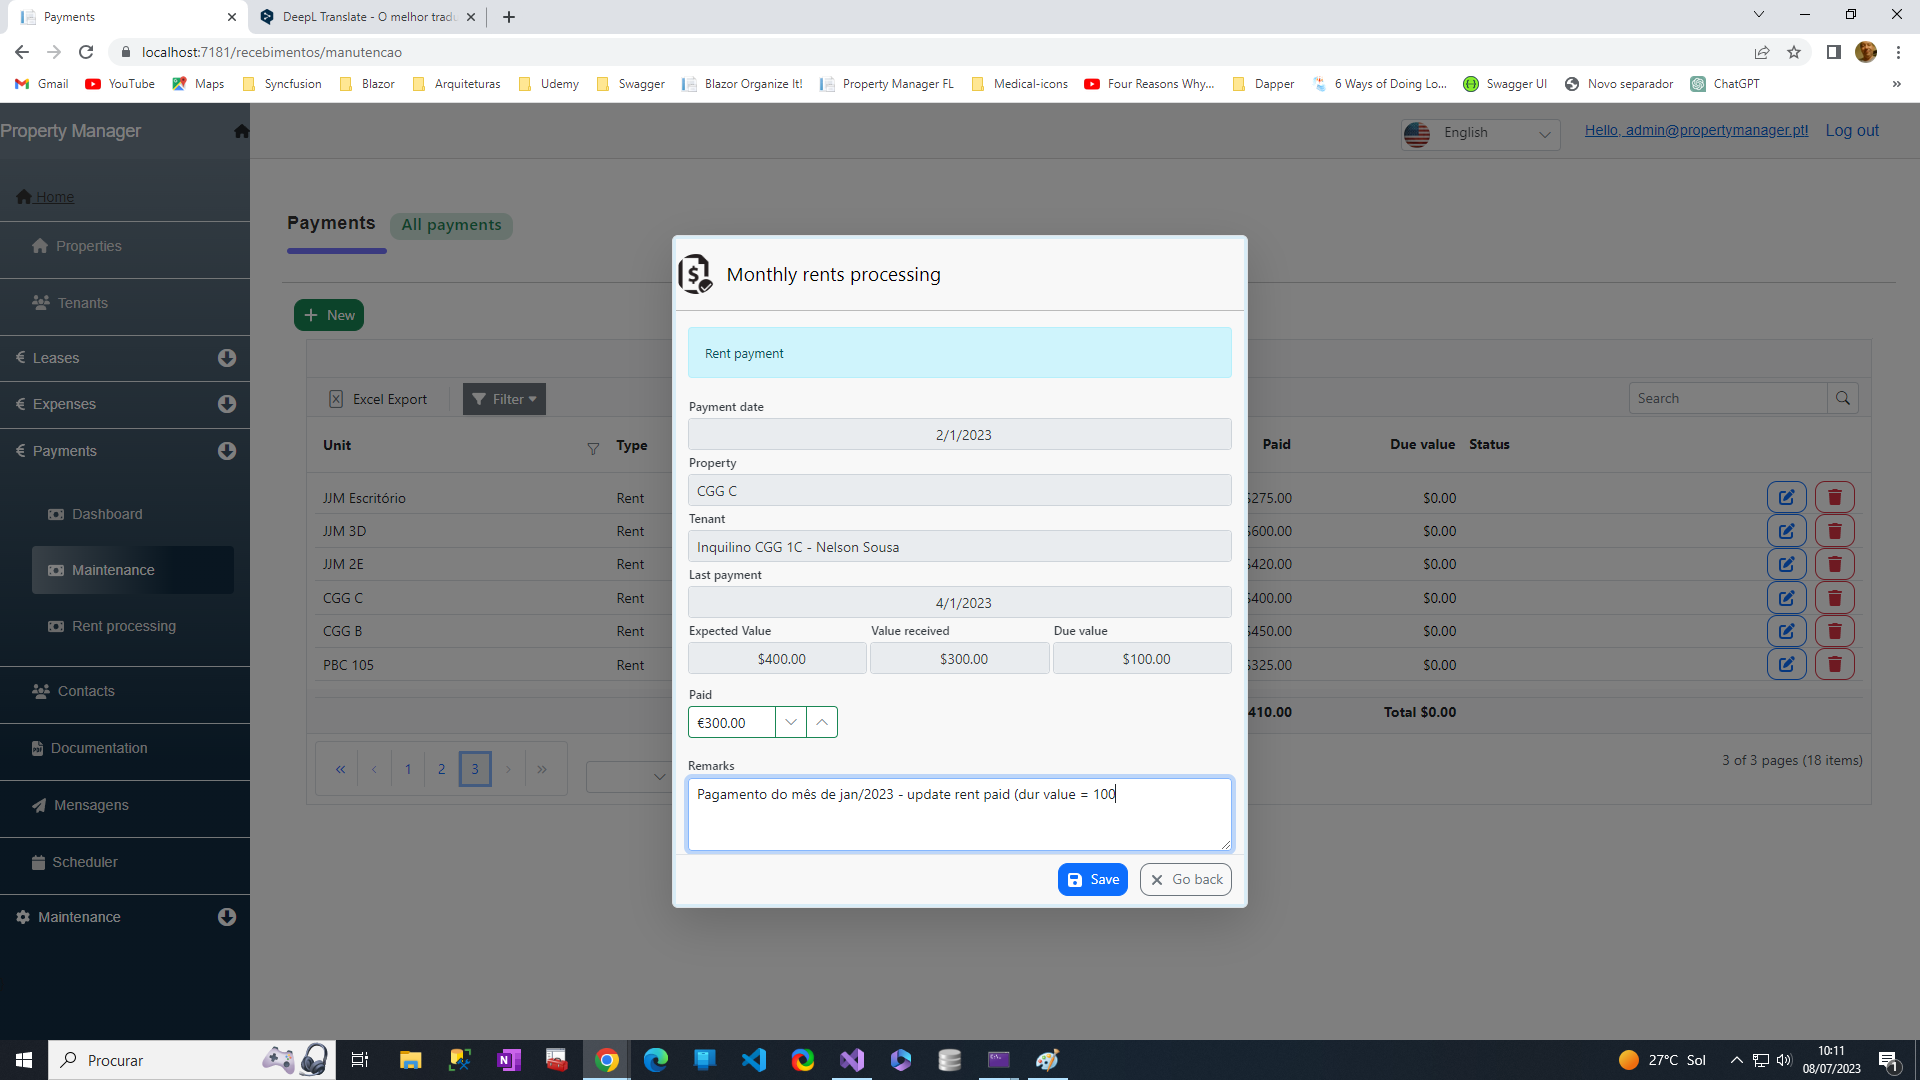 Payments
DeepL Translate - O melhor tradu
localhost:7181/recebimentos/manutencao
Gmail
YouTube
Maps
Syncfusion
Blazor
Arquiteturas
Udemy
Swagger
Blazor Organize It!
Property Manager FL
Medical-icons
Four Reasons Why...
Dapper
6 Ways of Doing Lo...
Swagger UI
Novo separador
ChatGPT
»
Property Manager
English
Hello, admin@propertymanager.pt!
Log out
Home
Properties
Tenants
€ Leases
€ Expenses
€ Payments
Dashboard
Maintenance
Rent processing
Contacts
Documentation
Mensagens
Scheduler
Maintenance
Payments
All payments
+ New
Excel Export
Filter
Search
Unit Type Paid Due value Status
JJM Escritório Rent $275.00 $0.00
JJM 3D Rent $600.00 $0.00
JJM 2E Rent $420.00 $0.00
CGG C Rent $400.00 $0.00
CGG B Rent $450.00 $0.00
PBC 105 Rent $325.00 $0.00
410.00 Total $0.00
1 2 3
3 of 3 pages (18 items)
Monthly rents processing
Rent payment
Payment date
2/1/2023
Property
CGG C
Tenant
Inquilino CGG 1C - Nelson Sousa
Last payment
4/1/2023
Expected Value Value received Due value
$400.00 $300.00 $100.00
Paid
€300.00
Remarks
Pagamento do mês de jan/2023 - update rent paid (dur value = 100
Save
Go back
Procurar
27°C Sol
10:11
08/07/2023
1